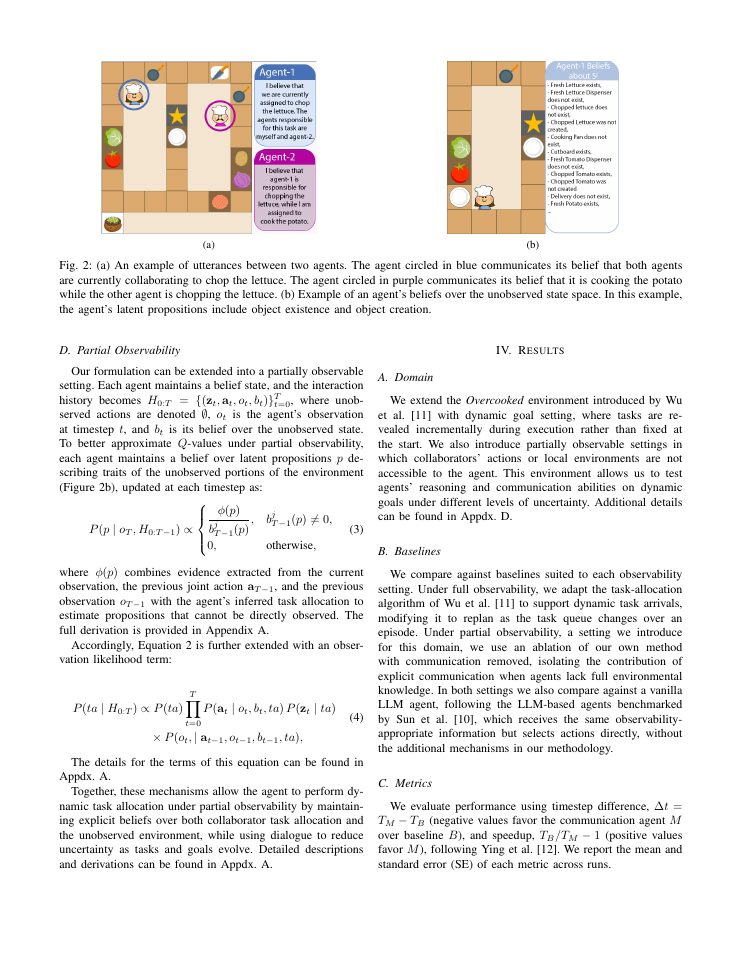 Agent-1
I believe that
we are currently
assigned to chop
the lettuce. The
agents responsible
for this task are
myself and agent-2.
Agent-2
I believe that
agent-1 is
responsible for
chopping the
lettuce, while I am
assigned to
cook the potato.
Agent-1 Beliefs
about S!
- Fresh Lettuce exists,
- Fresh Lettuce Dispenser
does not exist,
- Chopped lettuce does
not exist,
- Chopped Lettuce was not
created,
- Cooking Pan does not
exist,
- Cutboard exists,
- Fresh Tomato Dispenser
does not exist,
- Chopped Tomato exists,
- Chopped Tomato was
not created
- Delivery does not exist,
- Fresh Potato exists,
..
(a)
(b)
Fig. 2: (a) An example of utterances between two agents. The agent circled in blue communicates its belief that both agents
are currently collaborating to chop the lettuce. The agent circled in purple communicates its belief that it is cooking the potato
while the other agent is chopping the lettuce. (b) Example of an agent's beliefs over the unobserved state space. In this example,
the agent's latent propositions include object existence and object creation.
D. Partial Observability
Our formulation can be extended into a partially observable
setting. Each agent maintains a belief state, and the interaction
history becomes H₀:T = {(zₜ, aₜ, oₜ, bₜ)}ᵀₜ₌₀, where unob-
served actions are denoted ∅, oₜ is the agent's observation
at timestep t, and bₜ is its belief over the unobserved state.
To better approximate Q-values under partial observability,
each agent maintains a belief over latent propositions p de-
scribing traits of the unobserved portions of the environment
(Figure 2b), updated at each timestep as:
P(p | o_T, H_{0:T−1}) ∝ { φ(p) / b^j_{T−1}(p), b^j_{T−1}(p) ≠ 0,
0, otherwise, (3)
where φ(p) combines evidence extracted from the current
observation, the previous joint action a_{T−1}, and the previous
observation o_{T−1} with the agent's inferred task allocation to
estimate propositions that cannot be directly observed. The
full derivation is provided in Appendix A.
Accordingly, Equation 2 is further extended with an obser-
vation likelihood term:
P(ta | H_{0:T}) ∝ P(ta) ∏_{t=0}^{T} P(aₜ | oₜ, bₜ, ta) P(zₜ | ta)
× P(oₜ, | a_{t−1}, o_{t−1}, b_{t−1}, ta), (4)
The details for the terms of this equation can be found in
Appdx. A.
Together, these mechanisms allow the agent to perform dy-
namic task allocation under partial observability by maintain-
ing explicit beliefs over both collaborator task allocation and
the unobserved environment, while using dialogue to reduce
uncertainty as tasks and goals evolve. Detailed descriptions
and derivations can be found in Appdx. A.
IV. RESULTS
A. Domain
We extend the Overcooked environment introduced by Wu
et al. [11] with dynamic goal setting, where tasks are re-
vealed incrementally during execution rather than fixed at
the start. We also introduce partially observable settings in
which collaborators' actions or local environments are not
accessible to the agent. This environment allows us to test
agents' reasoning and communication abilities on dynamic
goals under different levels of uncertainty. Additional details
can be found in Appdx. D.
B. Baselines
We compare against baselines suited to each observability
setting. Under full observability, we adapt the task-allocation
algorithm of Wu et al. [11] to support dynamic task arrivals,
modifying it to replan as the task queue changes over an
episode. Under partial observability, a setting we introduce
for this domain, we use an ablation of our own method
with communication removed, isolating the contribution of
explicit communication when agents lack full environmental
knowledge. In both settings we also compare against a vanilla
LLM agent, following the LLM-based agents benchmarked
by Sun et al. [10], which receives the same observability-
appropriate information but selects actions directly, without
the additional mechanisms in our methodology.
C. Metrics
We evaluate performance using timestep difference, Δt =
T_M − T_B (negative values favor the communication agent M
over baseline B), and speedup, T_B/T_M − 1 (positive values
favor M), following Ying et al. [12]. We report the mean and
standard error (SE) of each metric across runs.